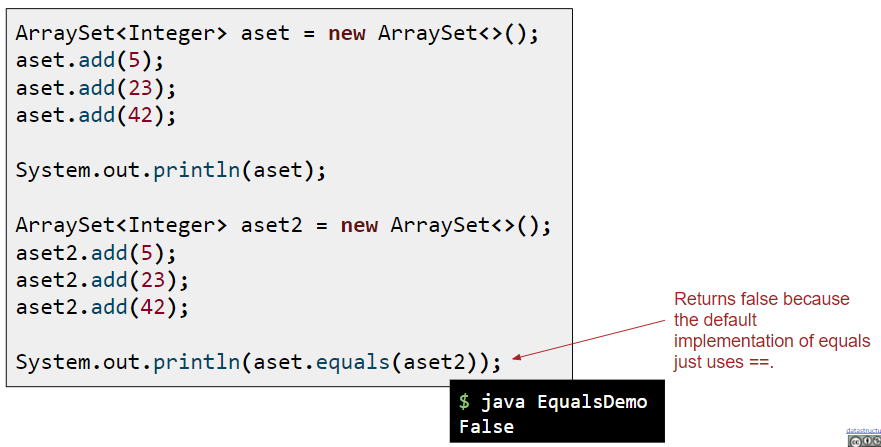 ArraySet<Integer> aset = new ArraySet<>();
aset.add(5);
aset.add(23);
aset.add(42);
System.out.println(aset);
ArraySet<Integer> aset2 = new ArraySet<>();
aset2.add(5);
aset2.add(23);
aset2.add(42);
System.out.println(aset.equals(aset2));
Returns false because
the default
implementation of equals
just uses ==.
$ java EqualsDemo
False
datastructu